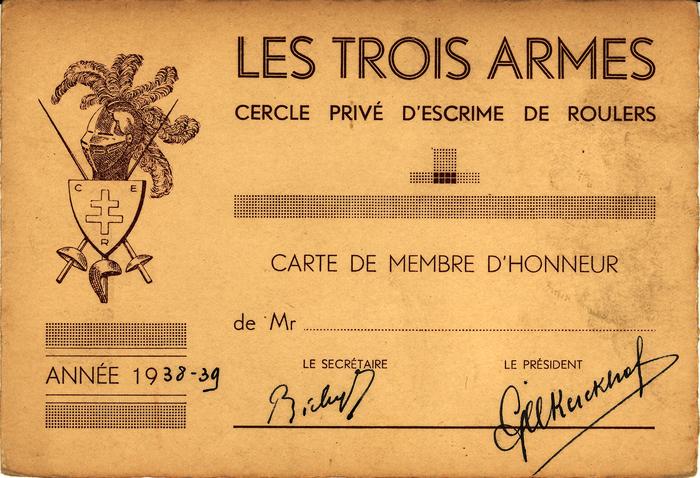 LES TROIS ARMES
CERCLE PRIVÉ D'ESCRIME DE ROULERS
C E
R
CARTE DE MEMBRE D'HONNEUR
de Mr
LE SECRÉTAIRE LE PRÉSIDENT
ANNÉE 1938-39